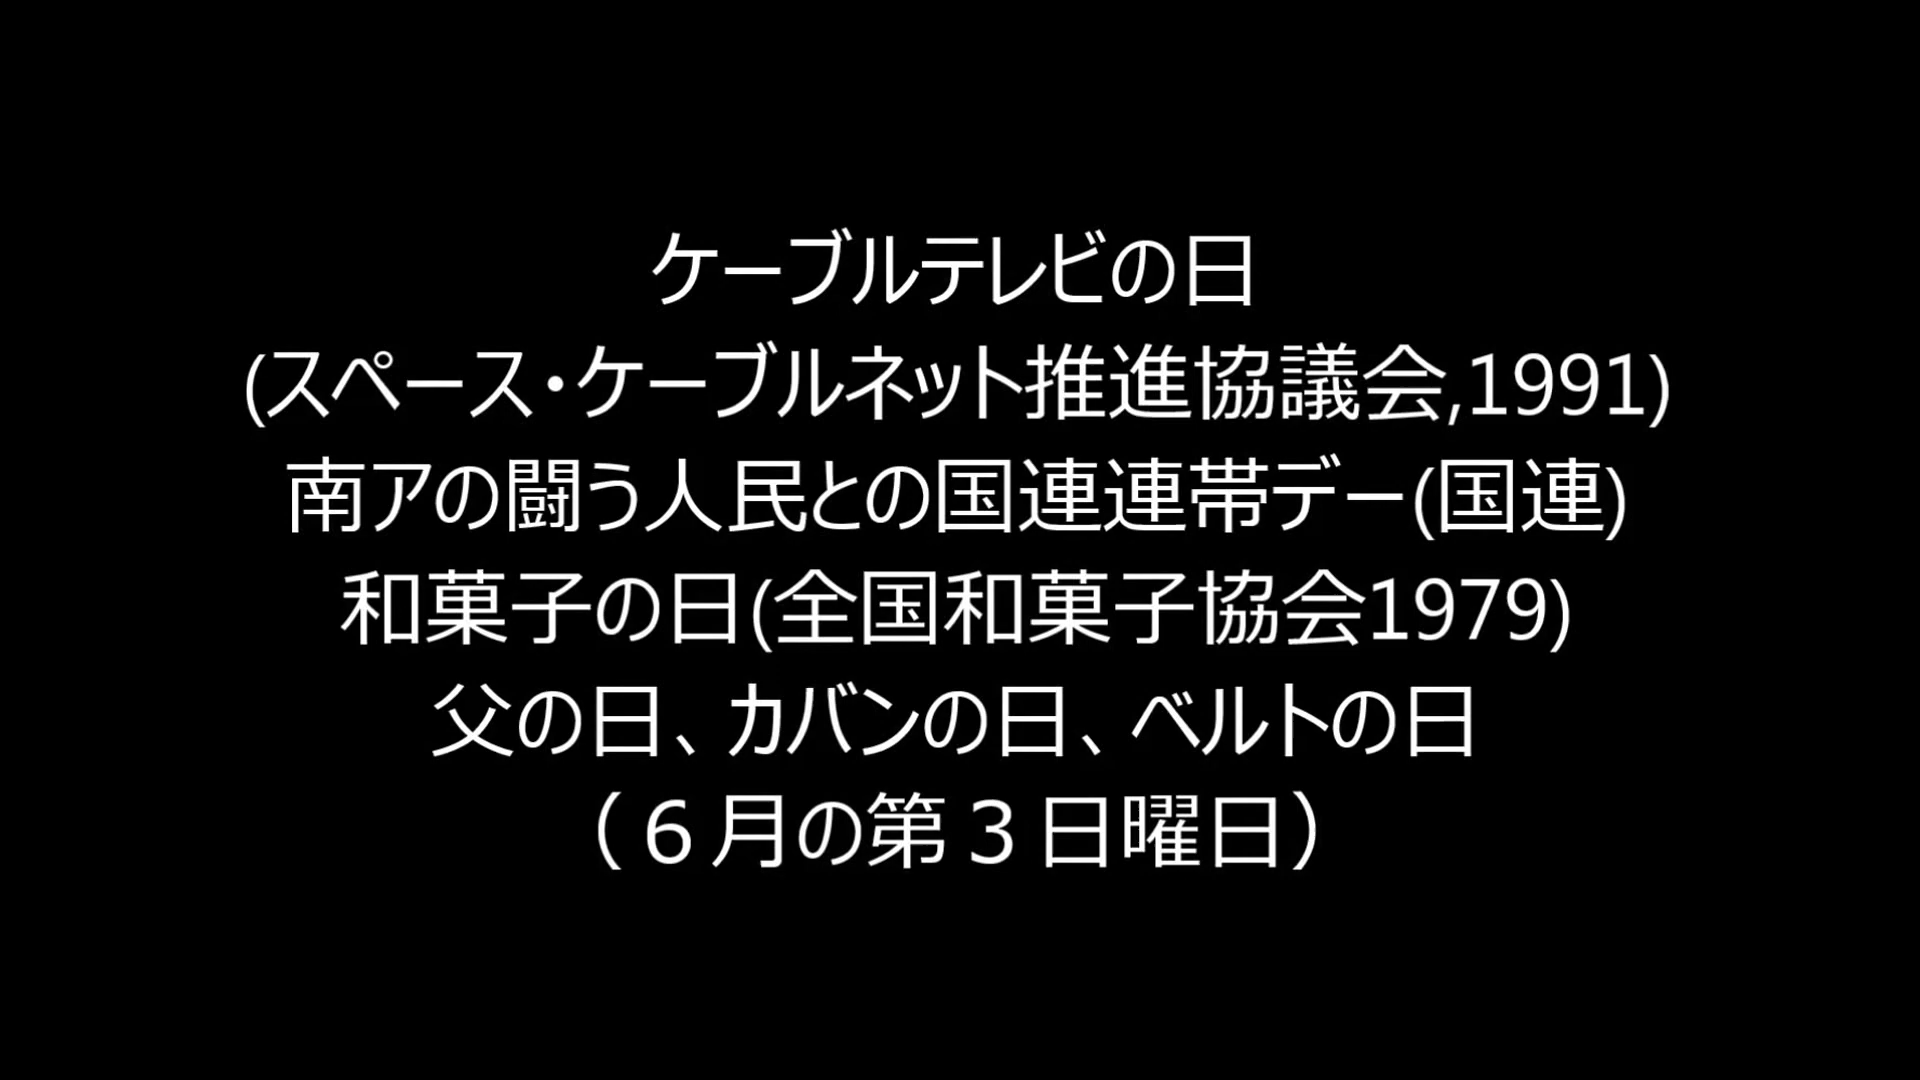 ケーブルテレビの日
(スペース・ケーブルネット推進協議会,1991)
南アの闘う人民との国連連帯デー(国連)
和菓子の日(全国和菓子協会1979)
父の日、カバンの日、ベルトの日
（６月の第３日曜日）